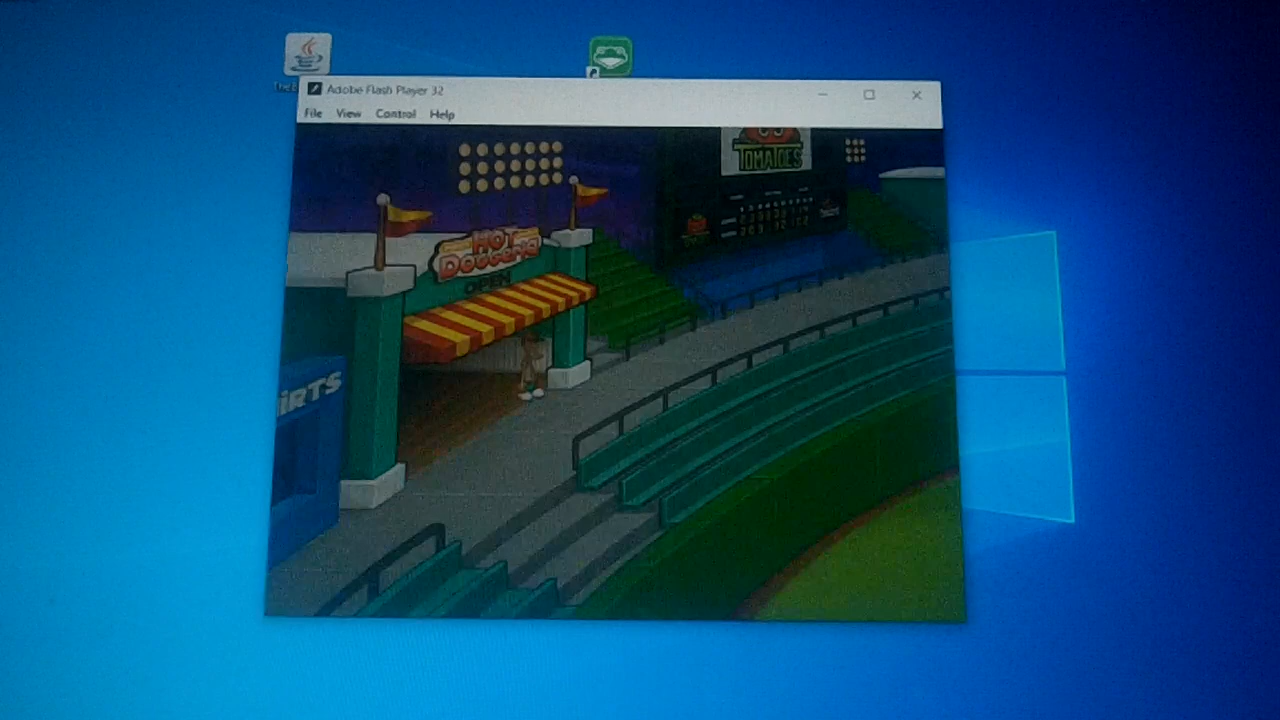 Adobe Flash Player 32
File View Control Help
TOMATOES
HOT
DOGGERIA
OPEN
iRTS